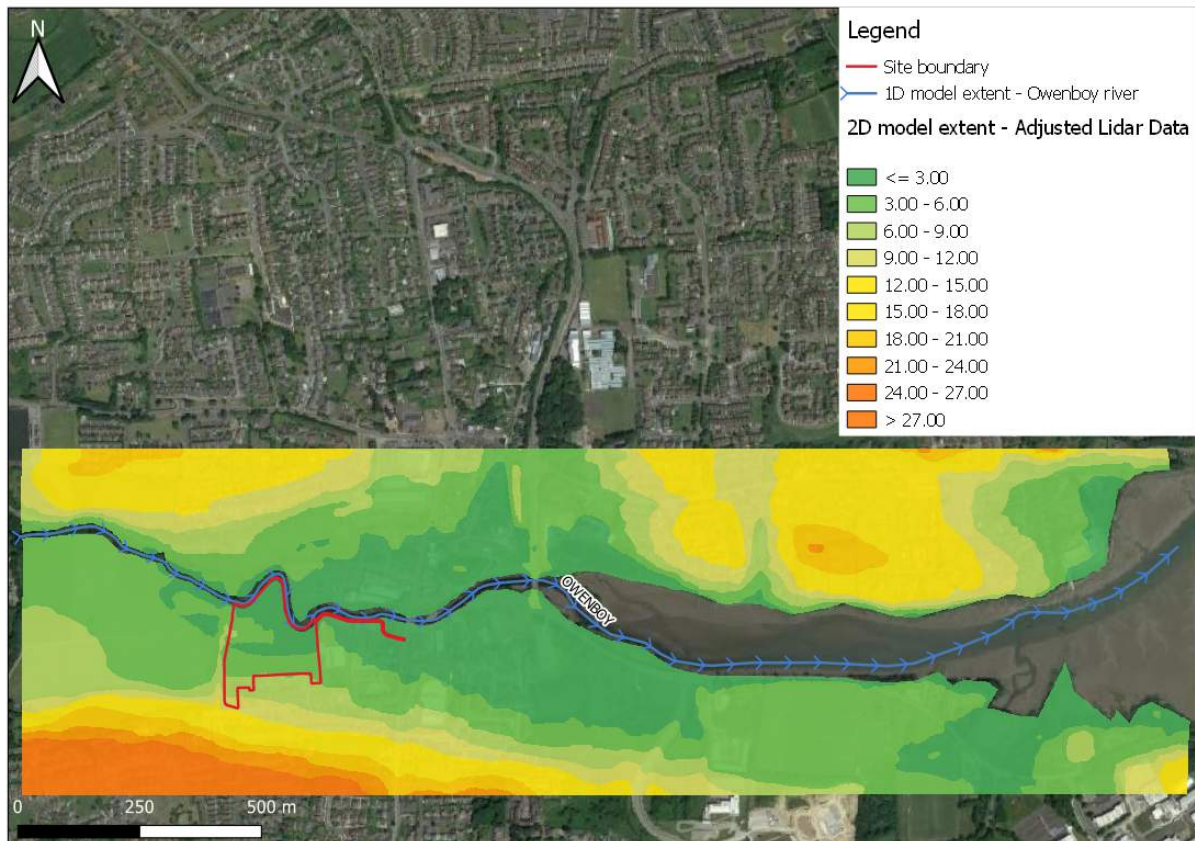 N
Legend
Site boundary
1D model extent - Owenboy river
2D model extent - Adjusted Lidar Data
<= 3.00
3.00 - 6.00
6.00 - 9.00
9.00 - 12.00
12.00 - 15.00
15.00 - 18.00
18.00 - 21.00
21.00 - 24.00
24.00 - 27.00
> 27.00
OWENBOY
0 250 500 m